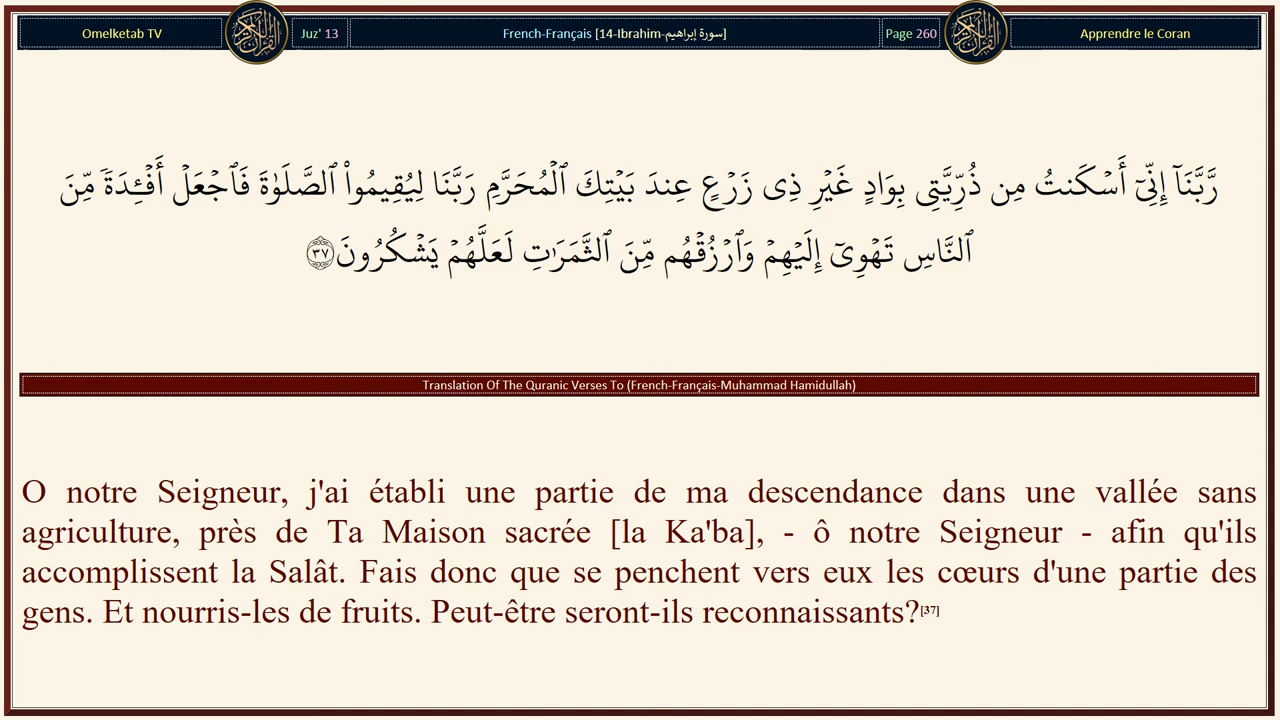 Omelketab TV
Juz' 13
French-Français [14-Ibrahim-سورة إبراهيم]
Page 260
Apprendre le Coran
رَّبَّنَآ إِنِّىٓ أَسْكَنتُ مِن ذُرِّيَّتِى بِوَادٍ غَيْرِ ذِى زَرْعٍ عِندَ بَيْتِكَ ٱلْمُحَرَّمِ رَبَّنَا لِيُقِيمُوا۟ ٱلصَّلَوٰةَ فَٱجْعَلْ أَفْـِٔدَةً مِّنَ
ٱلنَّاسِ تَهْوِىٓ إِلَيْهِمْ وَٱرْزُقْهُم مِّنَ ٱلثَّمَرَٰتِ لَعَلَّهُمْ يَشْكُرُونَ ٣٧
Translation Of The Quranic Verses To (French-Français-Muhammad Hamidullah)
O notre Seigneur, j'ai établi une partie de ma descendance dans une vallée sans
agriculture, près de Ta Maison sacrée [la Ka'ba], - ô notre Seigneur - afin qu'ils
accomplissent la Salât. Fais donc que se penchent vers eux les cœurs d'une partie des
gens. Et nourris-les de fruits. Peut-être seront-ils reconnaissants?[37]